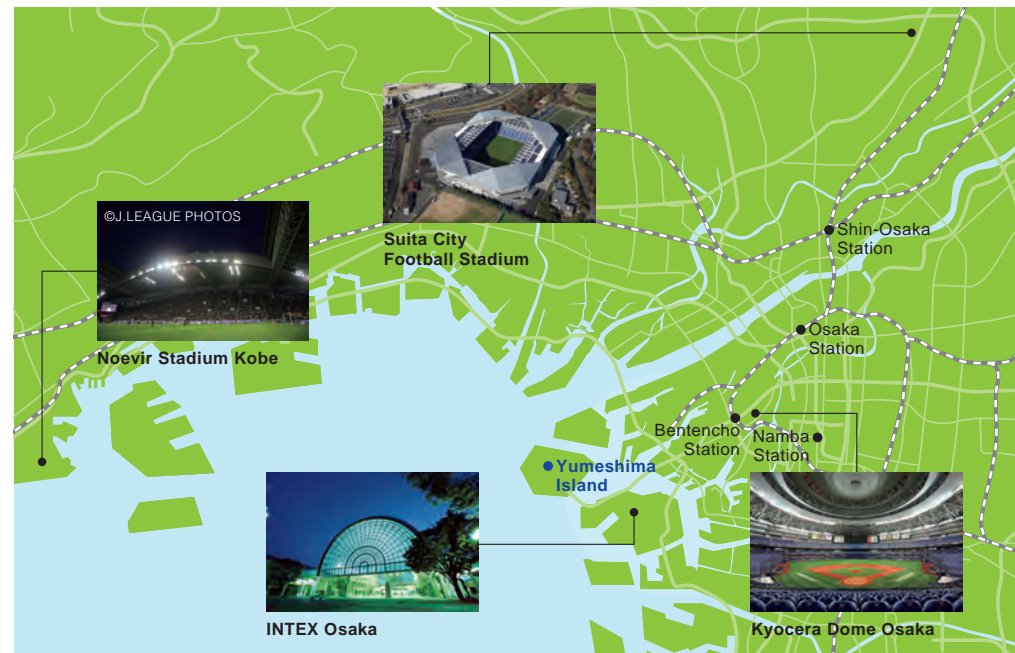 ©J.LEAGUE PHOTOS
Suita City
Football Stadium
Shin-Osaka
Station
Noevir Stadium Kobe
Osaka
Station
Bentencho
Station
Namba
Station
Yumeshima
Island
INTEX Osaka
Kyocera Dome Osaka